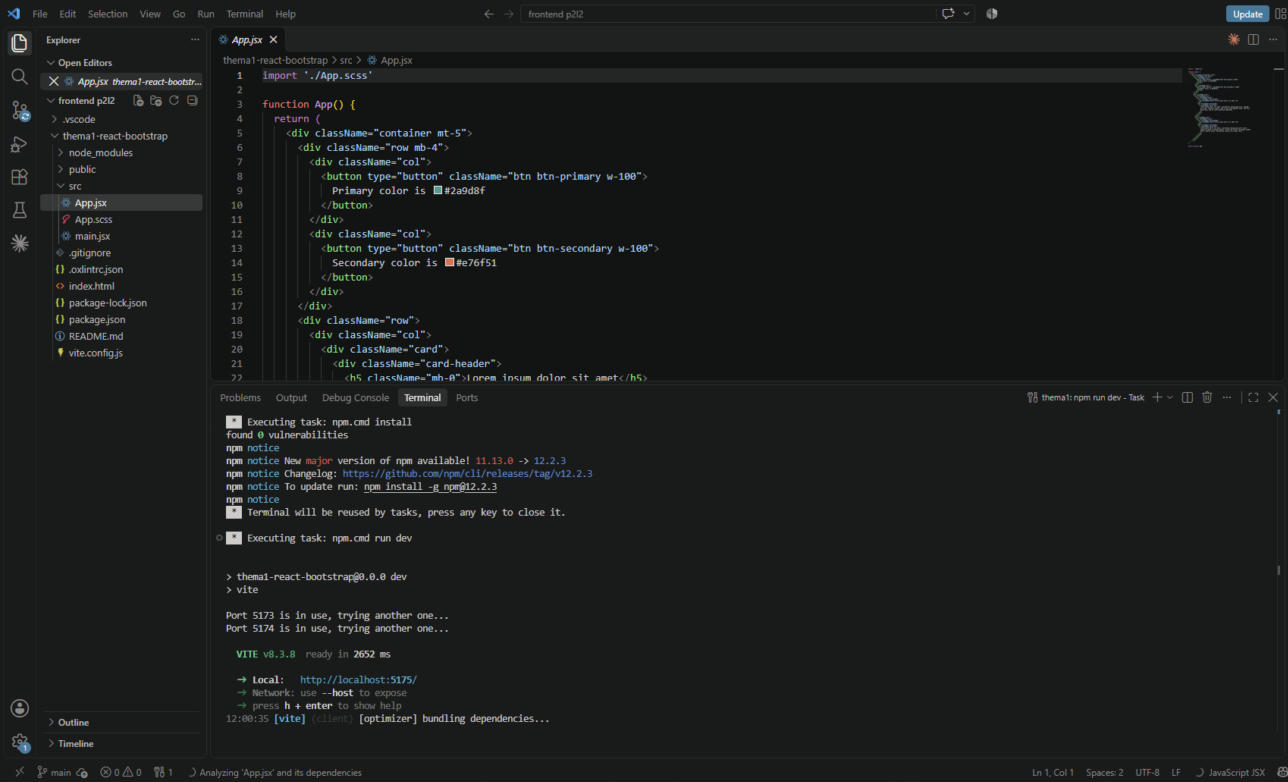 File Edit Selection View Go Run Terminal Help
frontend p2l2
Update
Explorer
Open Editors
App.jsx thema1-react-bootstr...
frontend p2l2
.vscode
thema1-react-bootstrap
node_modules
public
src
App.jsx
App.scss
main.jsx
.gitignore
.oxlintrc.json
index.html
package-lock.json
package.json
README.md
vite.config.js
Outline
Timeline
App.jsx
thema1-react-bootstrap > src > App.jsx
1 import './App.scss'
2
3 function App() {
4 return (
5 <div className="container mt-5">
6 <div className="row mb-4">
7 <div className="col">
8 <button type="button" className="btn btn-primary w-100">
9 Primary color is #2a9d8f
10 </button>
11 </div>
12 <div className="col">
13 <button type="button" className="btn btn-secondary w-100">
14 Secondary color is #e76f51
15 </button>
16 </div>
17 </div>
18 <div className="row">
19 <div className="col">
20 <div className="card">
21 <div className="card-header">
22 <h5 className="mb-0">Lorem ipsum dolor sit amet</h5>
Problems Output Debug Console Terminal Ports
thema1: npm run dev - Task
* Executing task: npm.cmd install
found 0 vulnerabilities
npm notice
npm notice New major version of npm available! 11.13.0 -> 12.2.3
npm notice Changelog: https://github.com/npm/cli/releases/tag/v12.2.3
npm notice To update run: npm install -g npm@12.2.3
npm notice
* Terminal will be reused by tasks, press any key to close it.
* Executing task: npm.cmd run dev
> thema1-react-bootstrap@0.0.0 dev
> vite
Port 5173 is in use, trying another one...
Port 5174 is in use, trying another one...
VITE v8.3.8 ready in 2652 ms
➜ Local: http://localhost:5175/
➜ Network: use --host to expose
➜ press h + enter to show help
12:00:35 [vite] (client) [optimizer] bundling dependencies...
1
main 0 0 1 Analyzing 'App.jsx' and its dependencies
Ln 1, Col 1 Spaces: 2 UTF-8 LF JavaScript JSX